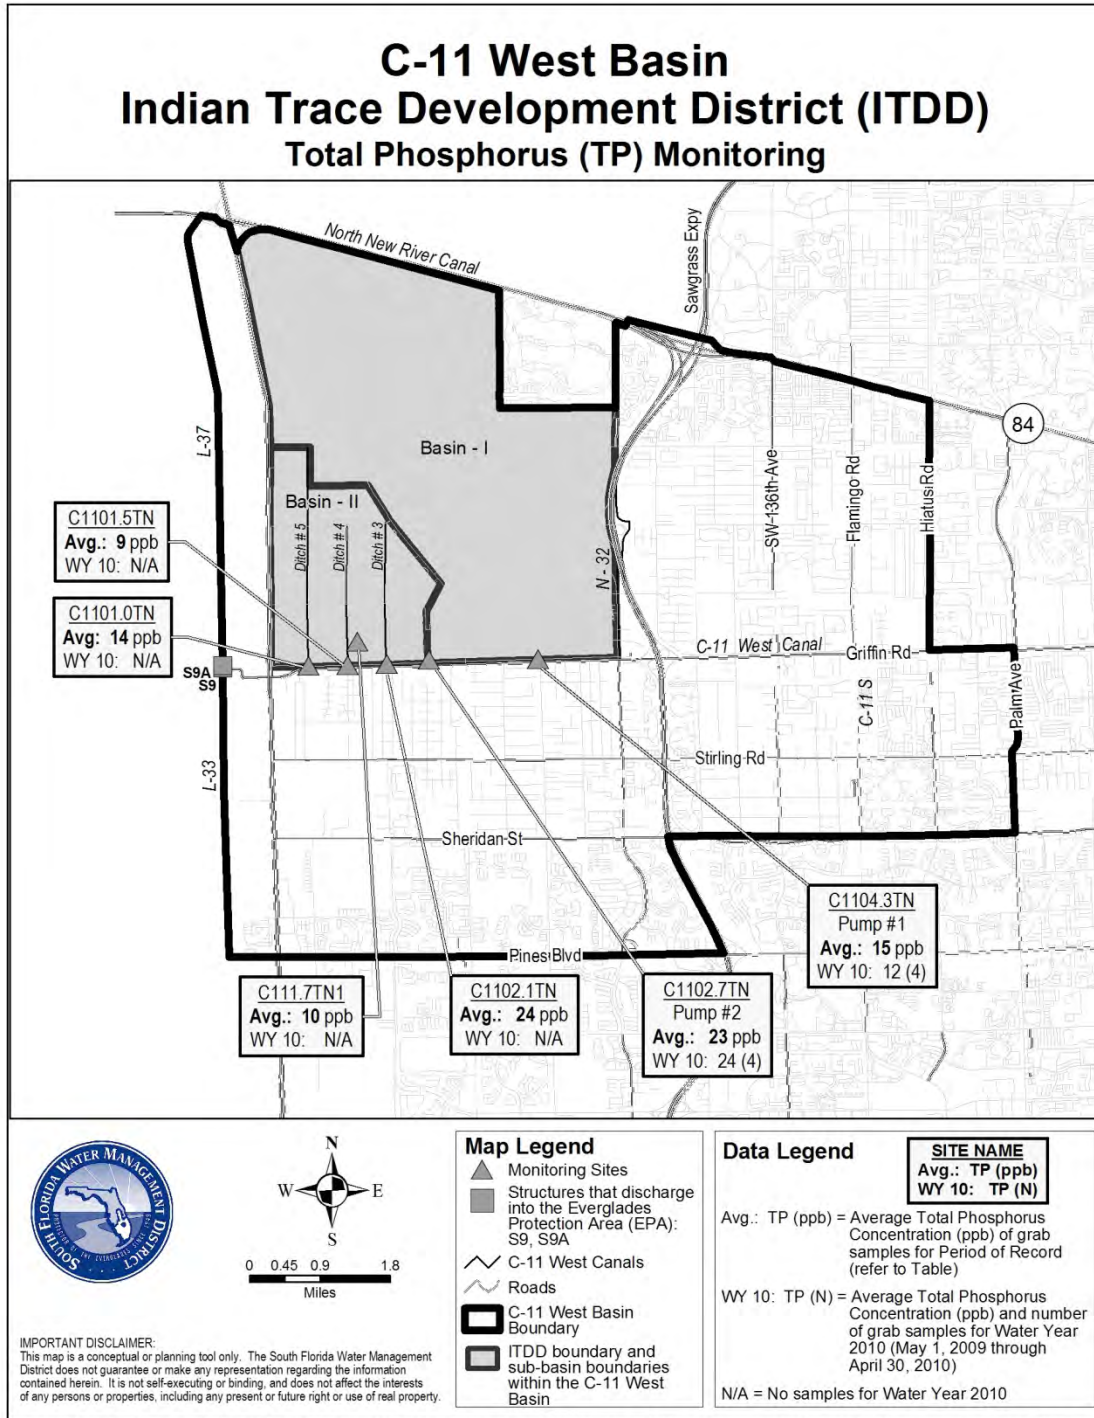 C-11 West Basin
Indian Trace Development District (ITDD)
Total Phosphorus (TP) Monitoring
North New River Canal
Sawgrass Expy
84
L-37
Basin - I
Basin - II
Ditch # 5
Ditch # 4
Ditch # 3
N - 32
SW 136th Ave
Flamingo Rd
Hiatus Rd
C1101.5TN
Avg.: 9 ppb
WY 10: N/A
C1101.0TN
Avg: 14 ppb
WY 10: N/A
S9A
S9
C-11 West Canal
Griffin Rd
C-11 S
Palm Ave
L-33
Stirling Rd
Sheridan St
Pines Blvd
C1104.3TN
Pump #1
Avg.: 15 ppb
WY 10: 12 (4)
C111.7TN1
Avg.: 10 ppb
WY 10: N/A
C1102.1TN
Avg.: 24 ppb
WY 10: N/A
C1102.7TN
Pump #2
Avg.: 23 ppb
WY 10: 24 (4)
SOUTH FLORIDA WATER MANAGEMENT DISTRICT
N
W
E
S
0 0.45 0.9 1.8
Miles
IMPORTANT DISCLAIMER:
This map is a conceptual or planning tool only. The South Florida Water Management
District does not guarantee or make any representation regarding the information
contained herein. It is not self-executing or binding, and does not affect the interests
of any persons or properties, including any present or future right or use of real property.
Map Legend
Monitoring Sites
Structures that discharge
into the Everglades
Protection Area (EPA):
S9, S9A
C-11 West Canals
Roads
C-11 West Basin
Boundary
ITDD boundary and
sub-basin boundaries
within the C-11 West
Basin
Data Legend
SITE NAME
Avg.: TP (ppb)
WY 10: TP (N)
Avg.: TP (ppb) = Average Total Phosphorus
Concentration (ppb) of grab
samples for Period of Record
(refer to Table)
WY 10: TP (N) = Average Total Phosphorus
Concentration (ppb) and number
of grab samples for Water Year
2010 (May 1, 2009 through
April 30, 2010)
N/A = No samples for Water Year 2010